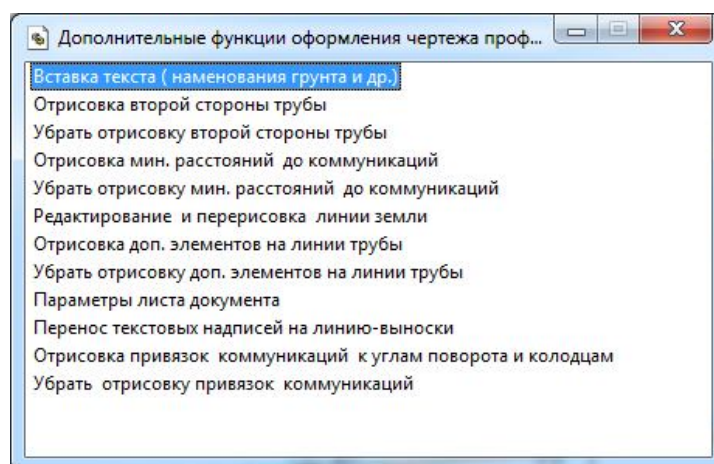 Дополнительные функции оформления чертежа проф...
Вставка текста ( наменования грунта и др.)
Отрисовка второй стороны трубы
Убрать отрисовку второй стороны трубы
Отрисовка мин. расстояний до коммуникаций
Убрать отрисовку мин. расстояний до коммуникаций
Редактирование и перерисовка линии земли
Отрисовка доп. элементов на линии трубы
Убрать отрисовку доп. элементов на линии трубы
Параметры листа документа
Перенос текстовых надписей на линию-выноски
Отрисовка привязок коммуникаций к углам поворота и колодцам
Убрать отрисовку привязок коммуникаций